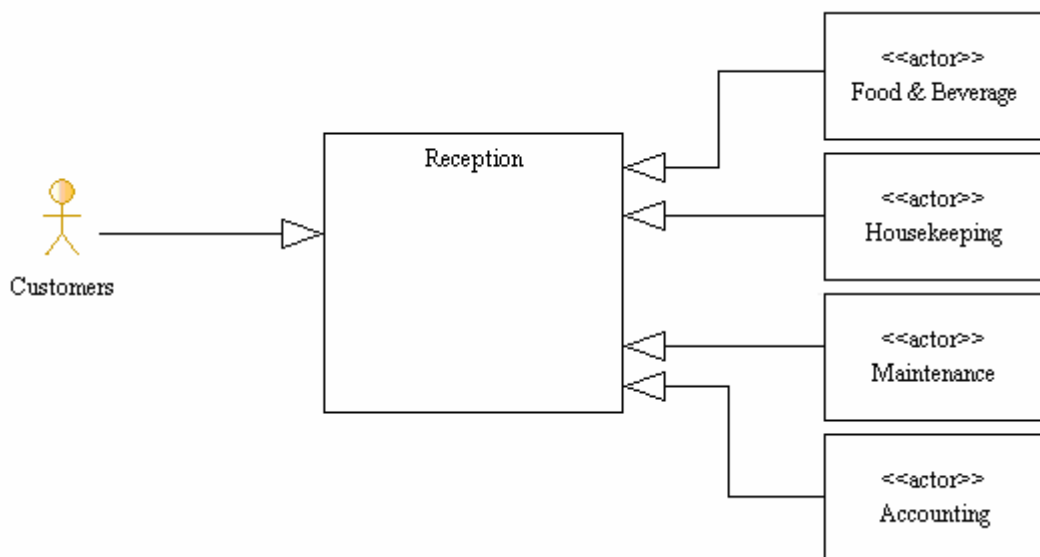 Customers
Reception
<<actor>>
Food & Beverage
<<actor>>
Housekeeping
<<actor>>
Maintenance
<<actor>>
Accounting